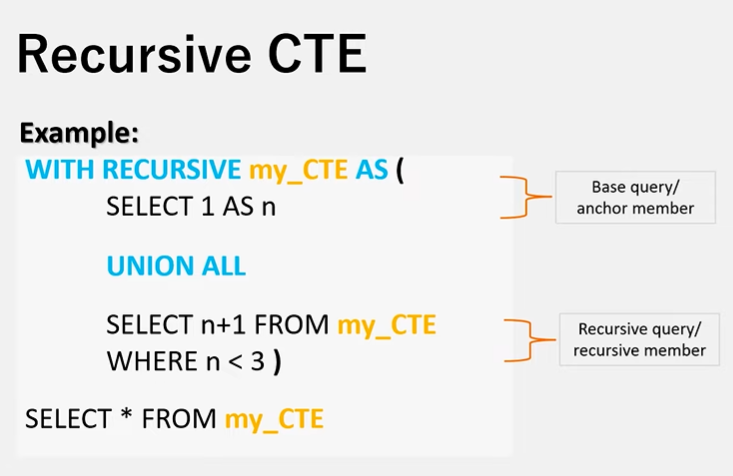 Recursive CTE
Example:
WITH RECURSIVE my_CTE AS (
SELECT 1 AS n
Base query/
anchor member
UNION ALL
SELECT n+1 FROM my_CTE
WHERE n < 3 )
Recursive query/
recursive member
SELECT * FROM my_CTE